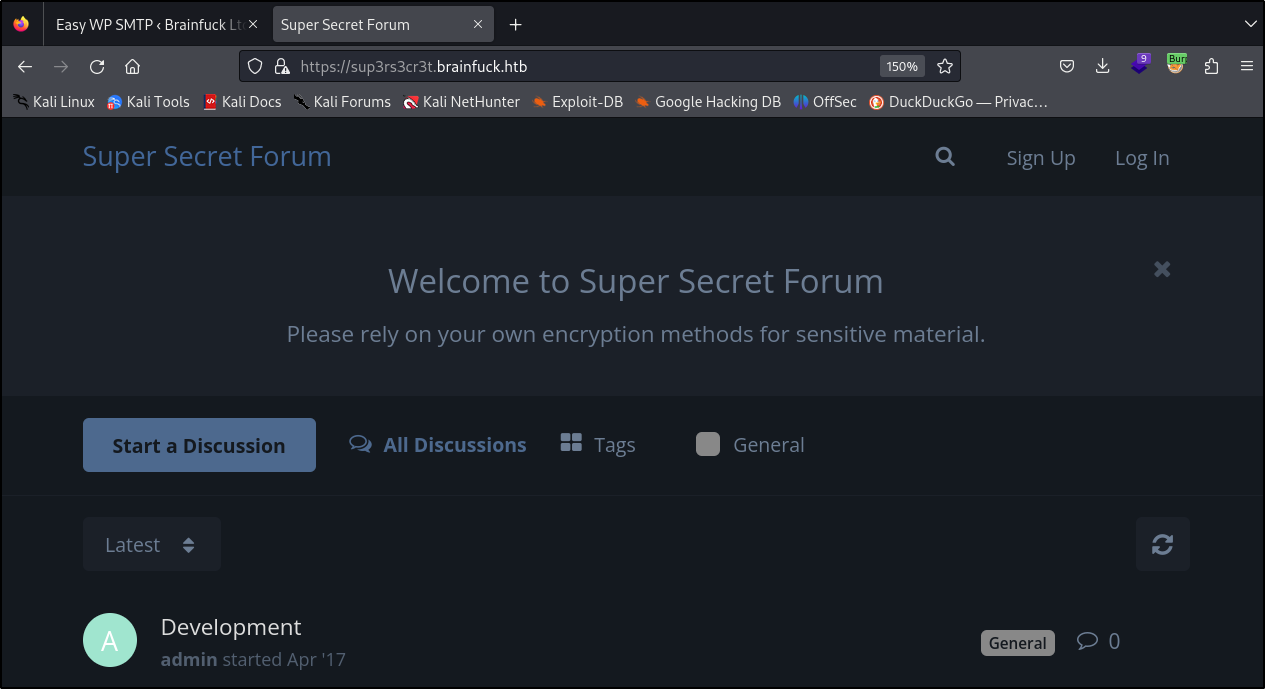 Easy WP SMTP ‹ Brainfuck Lt Super Secret Forum
https://sup3rs3cr3t.brainfuck.htb 150% 9 Burp
Kali Linux Kali Tools Kali Docs Kali Forums Kali NetHunter Exploit-DB Google Hacking DB OffSec DuckDuckGo — Privac…
Super Secret Forum Sign Up Log In
Welcome to Super Secret Forum
Please rely on your own encryption methods for sensitive material.
Start a Discussion All Discussions Tags General
Latest
A Development
admin started Apr '17 General 0